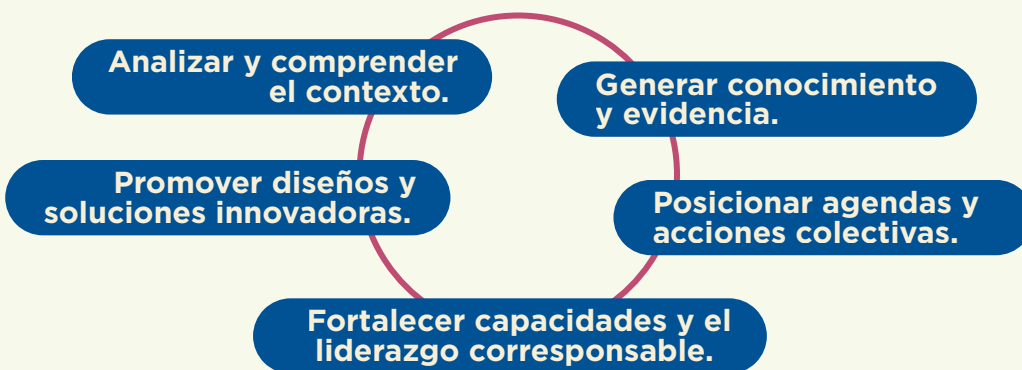 Analizar y comprender
el contexto.
Generar conocimiento
y evidencia.
Promover diseños y
soluciones innovadoras.
Posicionar agendas y
acciones colectivas.
Fortalecer capacidades y el
liderazgo corresponsable.